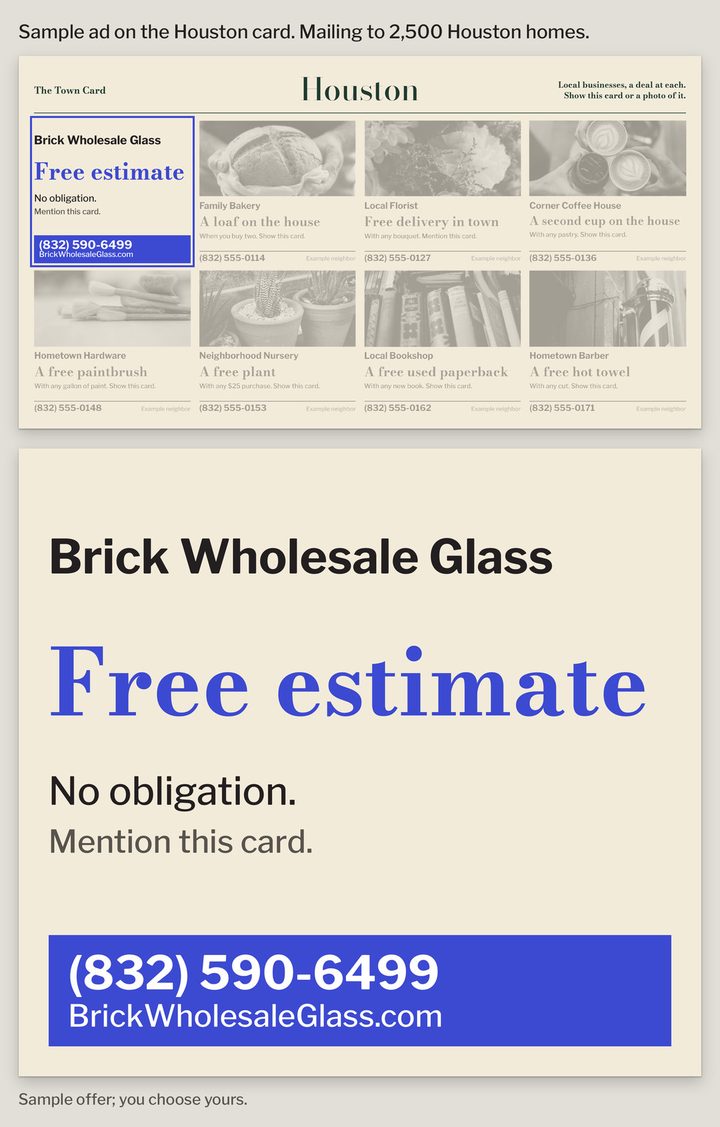 Sample ad on the Houston card. Mailing to 2,500 Houston homes.
The Town Card
Houston
Local businesses, a deal at each.
Show this card or a photo of it.
Brick Wholesale Glass
Free estimate
No obligation.
Mention this card.
(832) 590-6499
BrickWholesaleGlass.com
Family Bakery
A loaf on the house
When you buy two. Show this card.
(832) 555-0114
Example neighbor
Local Florist
Free delivery in town
With any bouquet. Mention this card.
(832) 555-0127
Example neighbor
Corner Coffee House
A second cup on the house
With any pastry. Show this card.
(832) 555-0136
Example neighbor
Hometown Hardware
A free paintbrush
With any gallon of paint. Show this card.
(832) 555-0148
Example neighbor
Neighborhood Nursery
A free plant
With any $25 purchase. Show this card.
(832) 555-0153
Example neighbor
Local Bookshop
A free used paperback
With any new book. Show this card.
(832) 555-0162
Example neighbor
Hometown Barber
A free hot towel
With any cut. Show this card.
(832) 555-0171
Example neighbor
Brick Wholesale Glass
Free estimate
No obligation.
Mention this card.
(832) 590-6499
BrickWholesaleGlass.com
Sample offer; you choose yours.